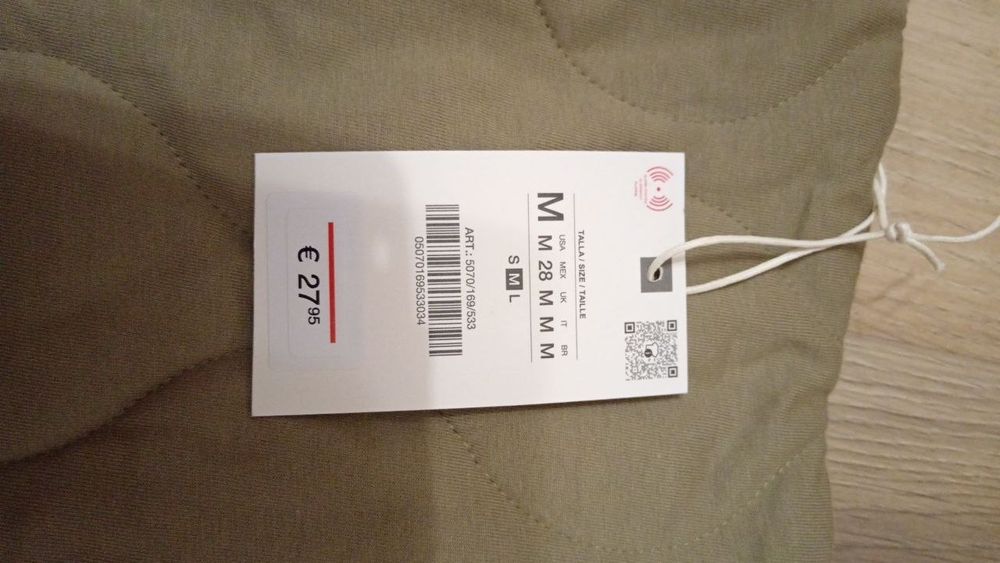 TALLA / SIZE / TAILLE
USA MEX UK IT BR
M M 28 M M M
S M L
ART.: 5070/169/533
05070169533034
€ 27⁹⁵